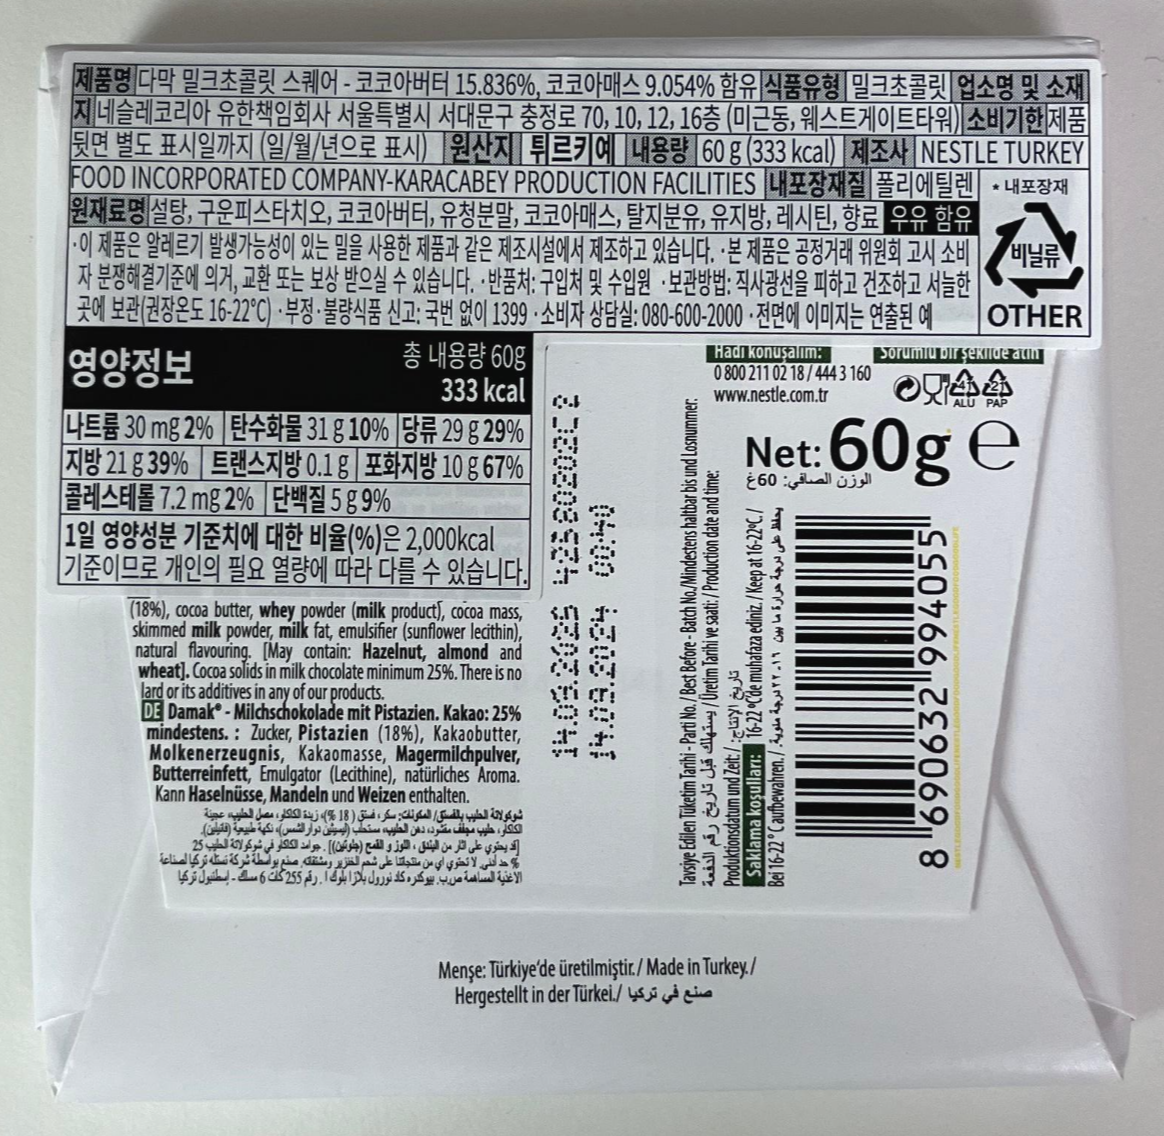 제품명 다막 밀크초콜릿 스퀘어 - 코코아버터 15.836%, 코코아매스 9.054% 함유 식품유형 밀크초콜릿 업소명 및 소재
지 네슬레코리아 유한책임회사 서울특별시 서대문구 충정로 70, 10, 12, 16층 (미근동, 웨스트게이트타워) 소비기한 제품
뒷면 별도 표시일까지 (일/월/년으로 표시) 원산지 튀르키예 내용량 60 g (333 kcal) 제조사 NESTLE TURKEY
FOOD INCORPORATED COMPANY-KARACABEY PRODUCTION FACILITIES 내포장재질 폴리에틸렌
원재료명 설탕, 구운피스타치오, 코코아버터, 유청분말, 코코아매스, 탈지분유, 유지방, 레시틴, 향료 우유 함유
·이 제품은 알레르기 발생가능성이 있는 밀을 사용한 제품과 같은 제조시설에서 제조하고 있습니다. ·본 제품은 공정거래 위원회 고시 소비
자 분쟁해결기준에 의거, 교환 또는 보상 받으실 수 있습니다. ·반품처: 구입처 및 수입원 ·보관방법: 직사광선을 피하고 건조하고 서늘한
곳에 보관(권장온도 16-22°C) ·부정·불량식품 신고: 국번 없이 1399 ·소비자 상담실: 080-600-2000 ·전면에 이미지는 연출된 예
* 내포장재
비닐류
OTHER
영양정보
총 내용량 60g
333 kcal
나트륨 30 mg 2% 탄수화물 31 g 10% 당류 29 g 29%
지방 21 g 39% 트랜스지방 0.1 g 포화지방 10 g 67%
콜레스테롤 7.2 mg 2% 단백질 5 g 9%
1일 영양성분 기준치에 대한 비율(%)은 2,000kcal
기준이므로 개인의 필요 열량에 따라 다를 수 있습니다.
Hadi konuşalım:
0 800 211 02 18 / 444 3 160
www.nestle.com.tr
Sorumlu bir şekilde atın
41 21
ALU PAP
Net: 60g e
الوزن الصافي: 60غ
(18%), cocoa butter, whey powder (milk product), cocoa mass,
skimmed milk powder, milk fat, emulsifier (sunflower lecithin),
natural flavouring. [May contain: Hazelnut, almond and
wheat]. Cocoa solids in milk chocolate minimum 25%. There is no
lard or its additives in any of our products.
DE Damak® - Milchschokolade mit Pistazien. Kakao: 25%
mindestens. : Zucker, Pistazien (18%), Kakaobutter,
Molkenerzeugnis, Kakaomasse, Magermilchpulver,
Butterreinfett, Emulgator (Lecithine), natürliches Aroma.
Kann Haselnüsse, Mandeln und Weizen enthalten.
14.03.2025
14.09.2024 00:40
Tavsiye Edilen Tüketim Tarihi - Parti No. / Best Before - Batch No./Mindestens haltbar bis und Losnummer:
يستهلك قبل تاريخ رقم الدفعة / Üretim Tarihi ve saati: / Production date and time:
Produktionsdatum und Zeit: / تاريخ الإنتاج:
Saklama koşulları: 16-22 °C'de muhafaza ediniz / Keep at 16-22°C /
Bei 16-22 °C aufbewahren. /
8 690632 994055
Menşe: Türkiye'de üretilmiştir. / Made in Turkey. /
Hergestellt in der Türkei./ صنع في تركيا